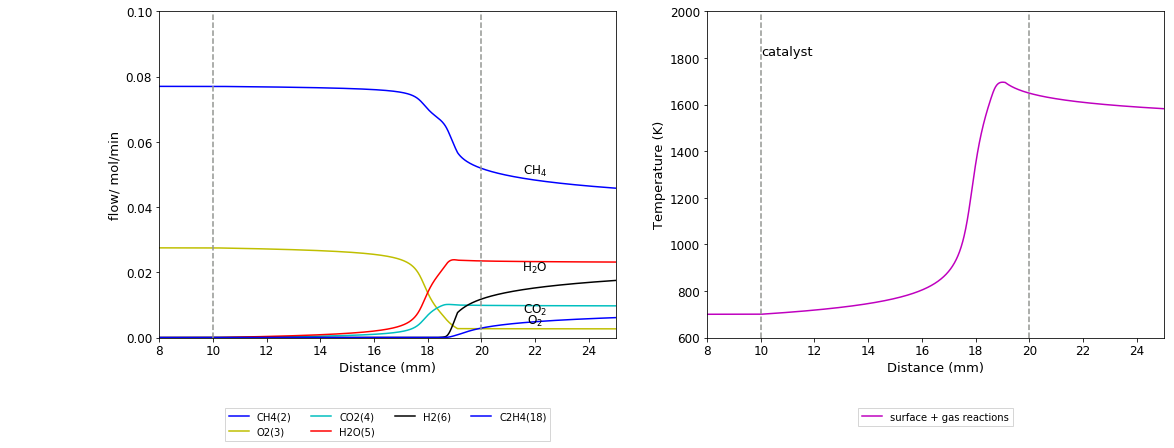 0.10
0.08
0.06
0.04
0.02
0.00
flow/ mol/min
CH4
H2O
CO2
O2
8 10 12 14 16 18 20 22 24
Distance (mm)
CH4(2) CO2(4) H2(6) C2H4(18)
O2(3) H2O(5)
2000
1800
1600
1400
1200
1000
800
600
Temperature (K)
catalyst
8 10 12 14 16 18 20 22 24
Distance (mm)
surface + gas reactions